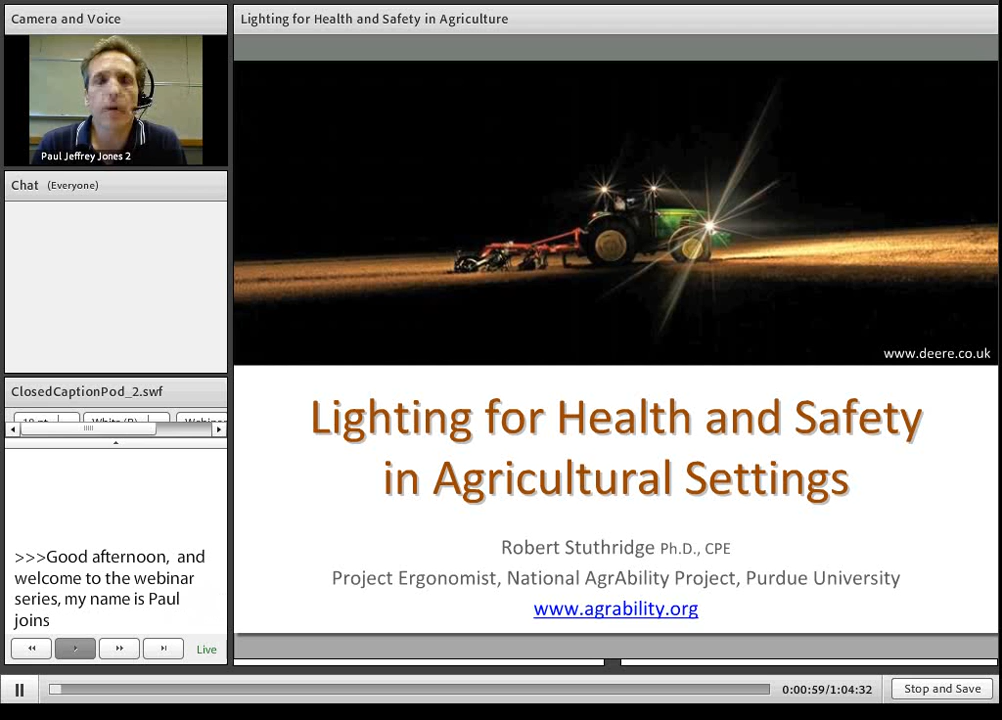 Camera and Voice
Paul Jeffrey Jones 2
Chat (Everyone)
ClosedCaptionPod_2.swf
>>>Good afternoon, and
welcome to the webinar
series, my name is Paul
joins
Live
Lighting for Health and Safety in Agriculture
www.deere.co.uk
Lighting for Health and Safety
in Agricultural Settings
Robert Stuthridge Ph.D., CPE
Project Ergonomist, National AgrAbility Project, Purdue University
www.agrability.org
0:00:59/1:04:32
Stop and Save